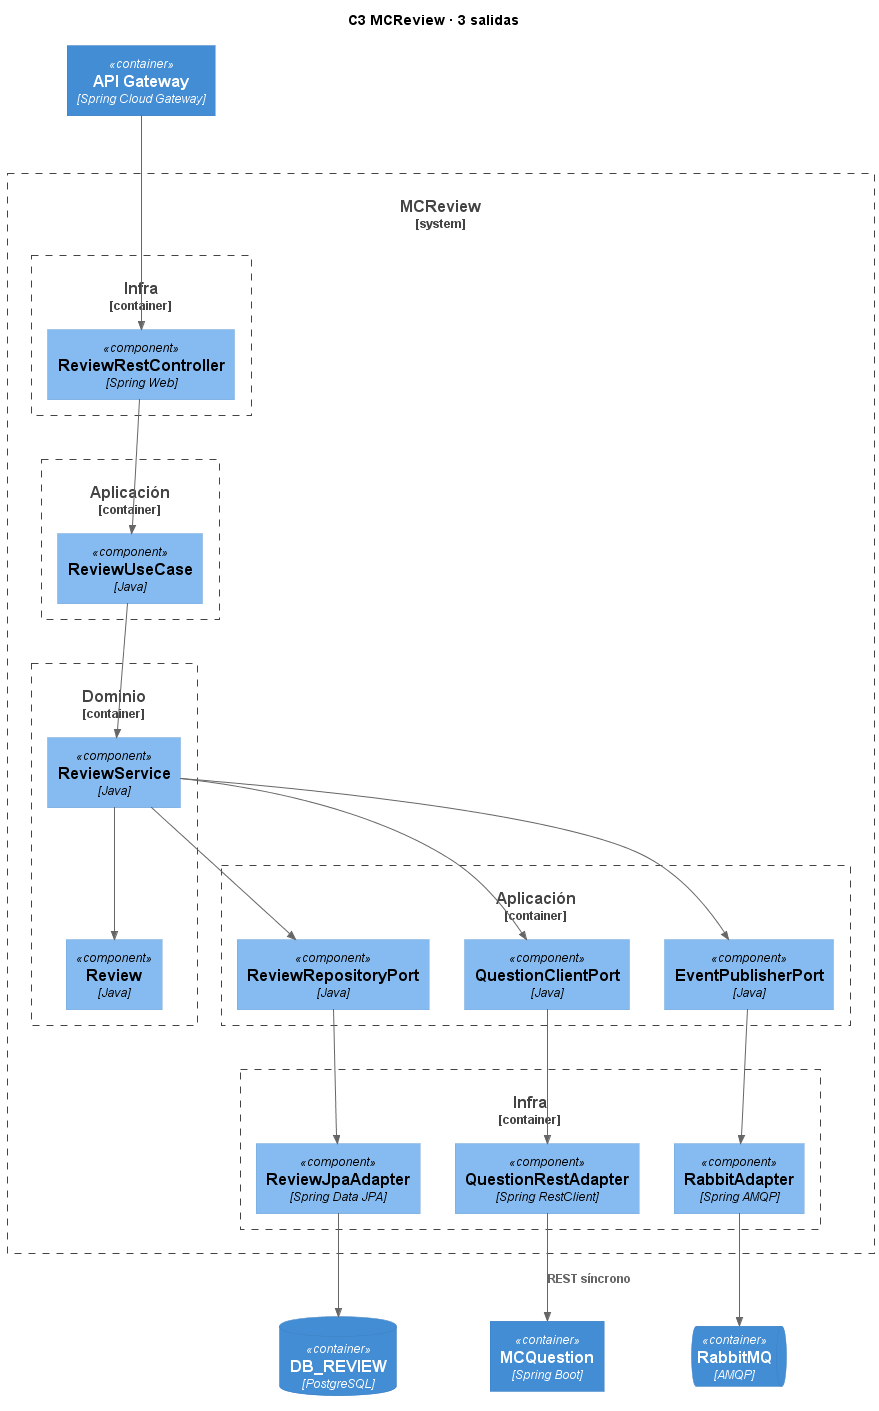 C3 MCReview · 3 salidas
«container»
API Gateway
[Spring Cloud Gateway]
MCReview
[system]
Infra
[container]
«component»
ReviewRestController
[Spring Web]
Aplicación
[container]
«component»
ReviewUseCase
[Java]
Dominio
[container]
«component»
ReviewService
[Java]
Aplicación
[container]
«component»
Review
[Java]
«component»
ReviewRepositoryPort
[Java]
«component»
QuestionClientPort
[Java]
«component»
EventPublisherPort
[Java]
Infra
[container]
«component»
ReviewJpaAdapter
[Spring Data JPA]
«component»
QuestionRestAdapter
[Spring RestClient]
«component»
RabbitAdapter
[Spring AMQP]
REST síncrono
«container»
DB_REVIEW
[PostgreSQL]
«container»
MCQuestion
[Spring Boot]
«container»
RabbitMQ
[AMQP]